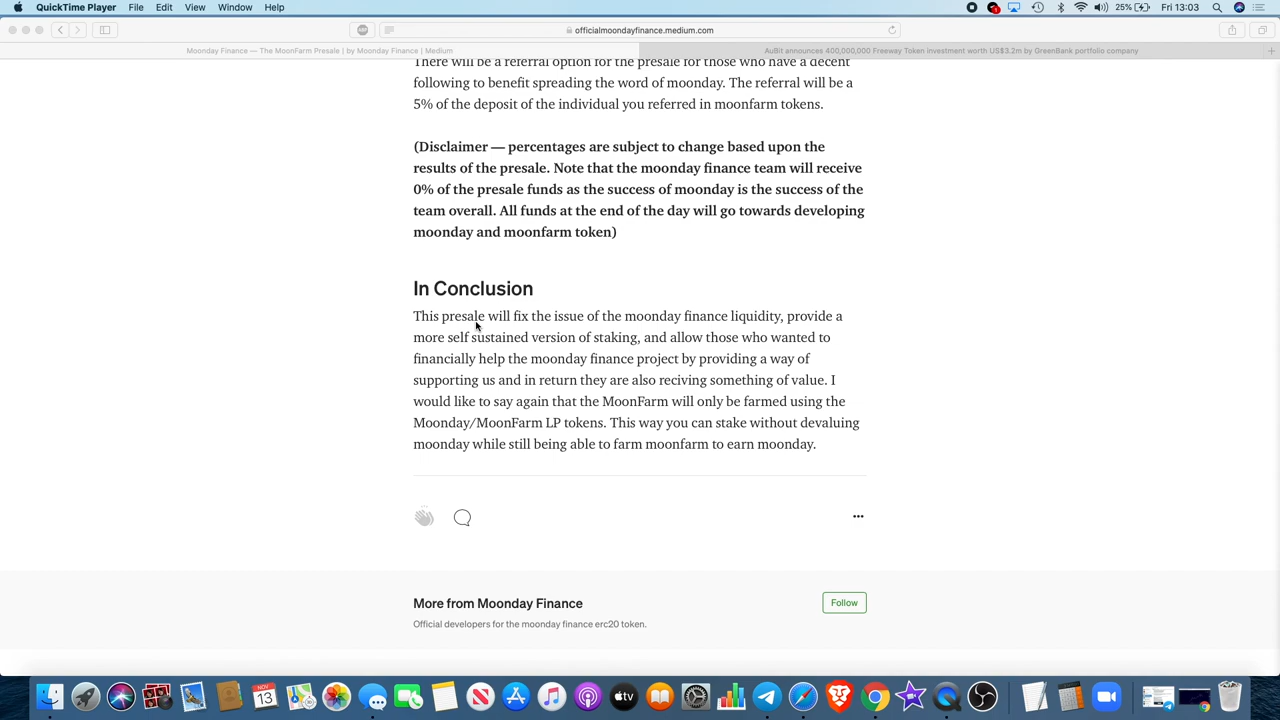 QuickTime Player File Edit View Window Help 25% Fri 13:03
officialmoondayfinance.medium.com
Moonday Finance — The MoonFarm Presale | by Moonday Finance | Medium
AuBit announces 400,000,000 Freeway Token investment worth US$3.2m by GreenBank portfolio company
There will be a referral option for the presale for those who have a decent
following to benefit spreading the word of moonday. The referral will be a
5% of the deposit of the individual you referred in moonfarm tokens.
(Disclaimer — percentages are subject to change based upon the
results of the presale. Note that the moonday finance team will receive
0% of the presale funds as the success of moonday is the success of the
team overall. All funds at the end of the day will go towards developing
moonday and moonfarm token)
In Conclusion
This presale will fix the issue of the moonday finance liquidity, provide a
more self sustained version of staking, and allow those who wanted to
financially help the moonday finance project by providing a way of
supporting us and in return they are also reciving something of value. I
would like to say again that the MoonFarm will only be farmed using the
Moonday/MoonFarm LP tokens. This way you can stake without devaluing
moonday while still being able to farm moonfarm to earn moonday.
More from Moonday Finance
Follow
Official developers for the moonday finance erc20 token.
NOV
13
tv